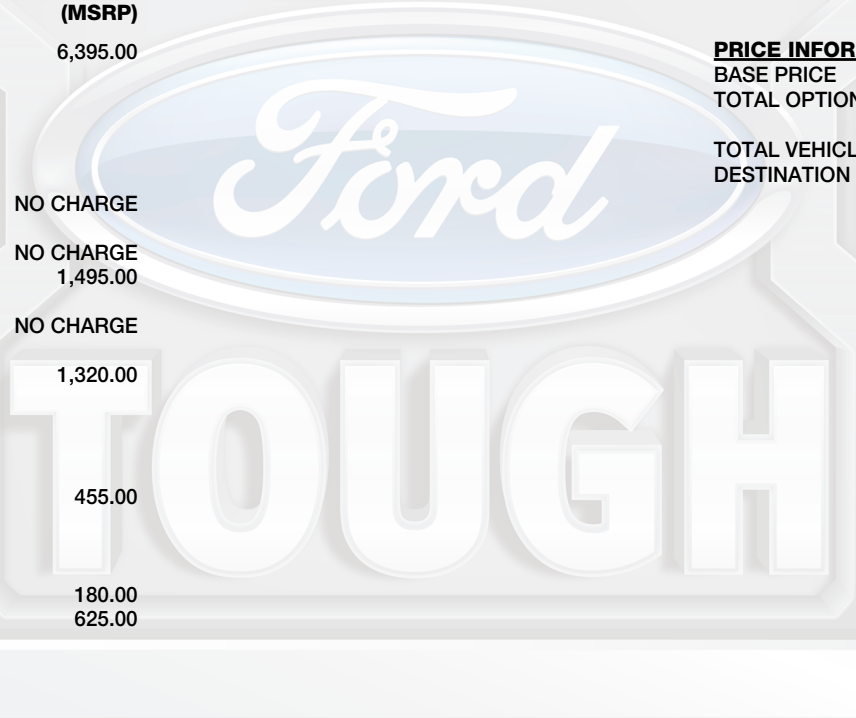 (MSRP)
6,395.00
NO CHARGE
NO CHARGE
1,495.00
NO CHARGE
1,320.00
455.00
180.00
625.00
PRICE INFOR
BASE PRICE
TOTAL OPTION
TOTAL VEHICL
DESTINATION
Ford
TOUGH